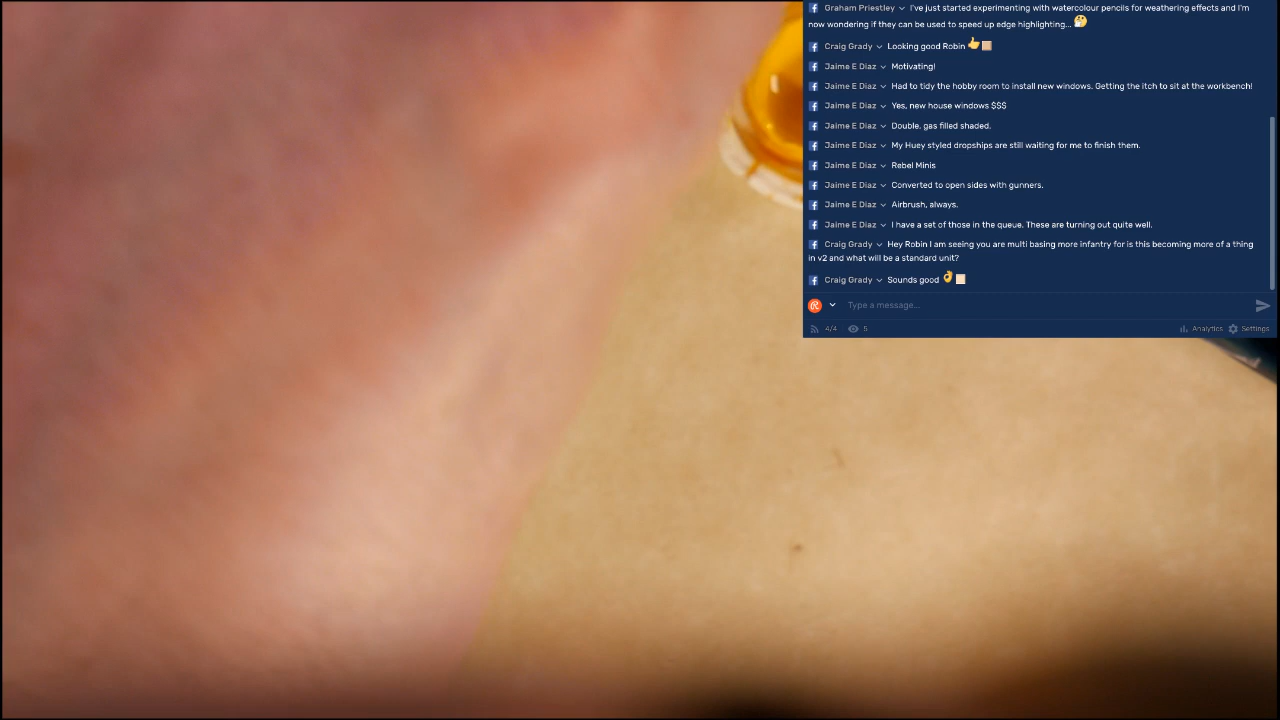 Graham Priestley I've just started experimenting with watercolour pencils for weathering effects and I'm
now wondering if they can be used to speed up edge highlighting... 🤔
Craig Grady Looking good Robin 👍🏼
Jaime E Diaz Motivating!
Jaime E Diaz Had to tidy the hobby room to install new windows. Getting the itch to sit at the workbench!
Jaime E Diaz Yes, new house windows $$$
Jaime E Diaz Double, gas filled shaded.
Jaime E Diaz My Huey styled dropships are still waiting for me to finish them.
Jaime E Diaz Rebel Minis
Jaime E Diaz Converted to open sides with gunners.
Jaime E Diaz Airbrush, always.
Jaime E Diaz I have a set of those in the queue. These are turning out quite well.
Craig Grady Hey Robin I am seeing you are multi basing more infantry for is this becoming more of a thing
in v2 and what will be a standard unit?
Craig Grady Sounds good 👌🏻
Type a message...
4/4 5 Analytics Settings